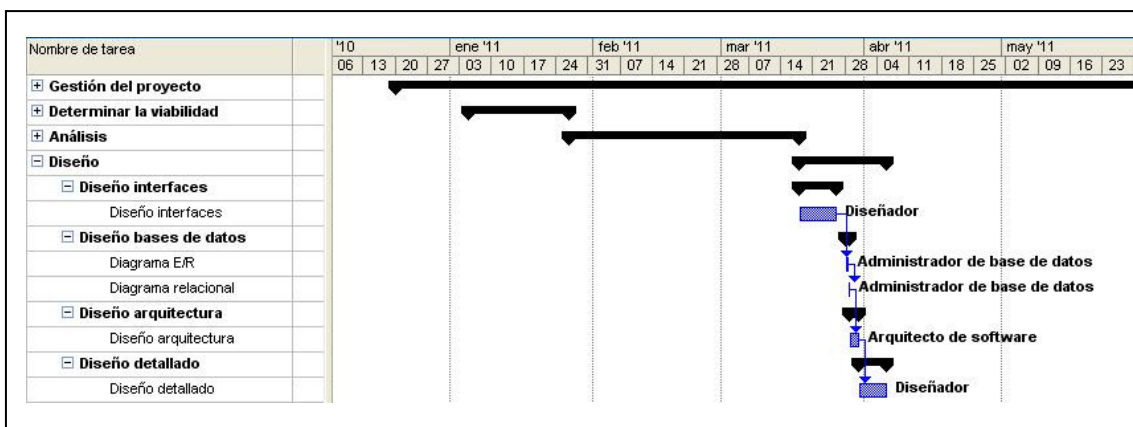 Nombre de tarea '10 ene '11 feb '11 mar '11 abr '11 may '11
06 13 20 27 03 10 17 24 31 07 14 21 28 07 14 21 28 04 11 18 25 02 09 16 23
Gestión del proyecto
Determinar la viabilidad
Análisis
Diseño
Diseño interfaces
Diseño interfaces Diseñador
Diseño bases de datos
Diagrama E/R Administrador de base de datos
Diagrama relacional Administrador de base de datos
Diseño arquitectura
Diseño arquitectura Arquitecto de software
Diseño detallado
Diseño detallado Diseñador